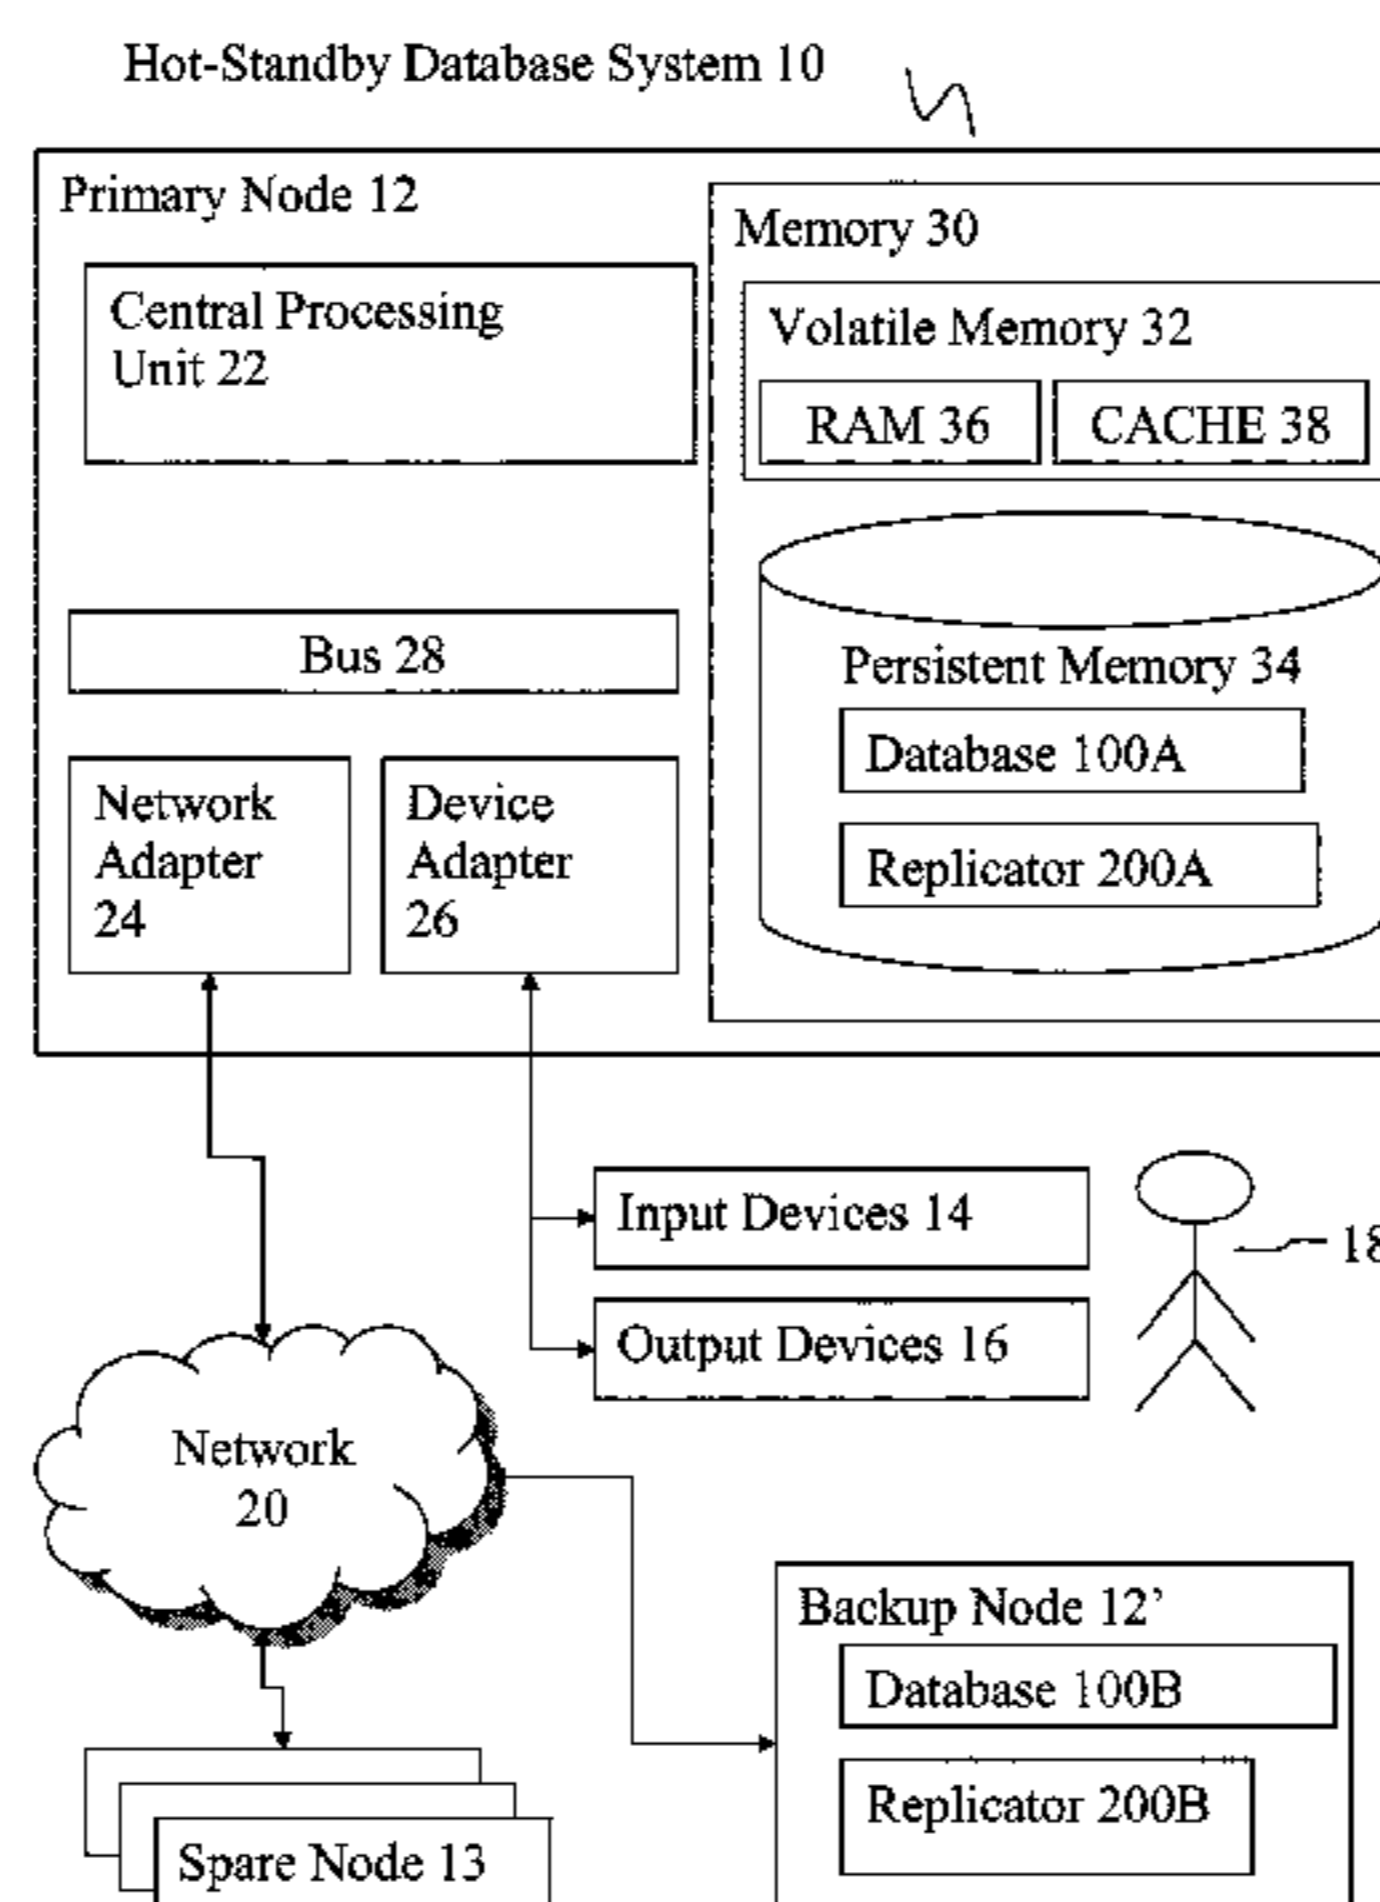 Hot-Standby Database System 10
Primary Node 12
Central Processing
Unit 22
Memory 30
Volatile Memory 32
RAM 36
CACHE 38
Bus 28
Persistent Memory 34
Database 100A
Replicator 200A
Network
Adapter
24
Device
Adapter
26
Input Devices 14
18
Output Devices 16
Network
20
Backup Node 12’
Database 100B
Replicator 200B
Spare Node 13